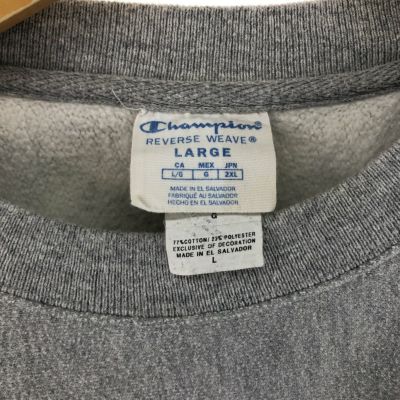 Champion
REVERSE WEAVE®
LARGE
CA MEX JPN
L/G G 2XL
MADE IN EL SALVADOR
FABRIQUÉ AU SALVADOR
HECHO EN EL SALVADOR
G
77%COTTON/ 23% POLYESTER
EXCLUSIVE OF DECORATION
MADE IN EL SALVADOR
L